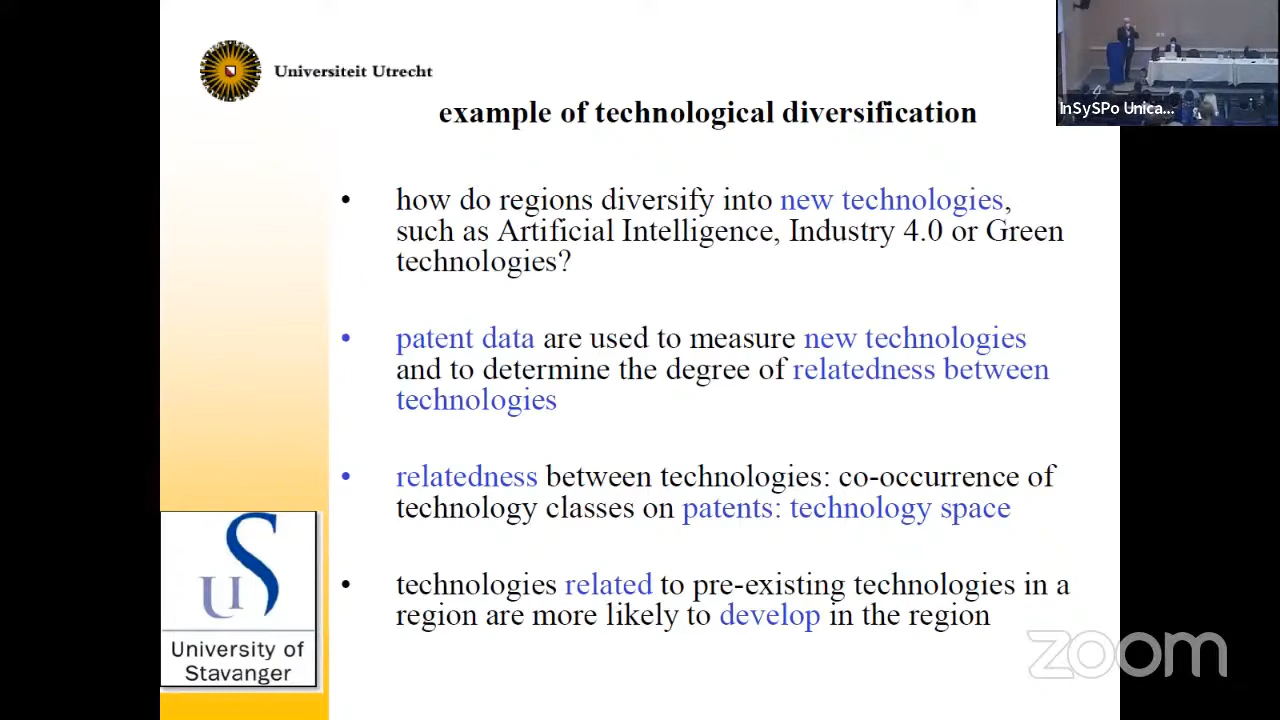 Universiteit Utrecht
InSySPo Unica...
example of technological diversification
• how do regions diversify into new technologies,
such as Artificial Intelligence, Industry 4.0 or Green
technologies?
• patent data are used to measure new technologies
and to determine the degree of relatedness between
technologies
• relatedness between technologies: co-occurrence of
technology classes on patents: technology space
• technologies related to pre-existing technologies in a
region are more likely to develop in the region
US
University of
Stavanger
zoom